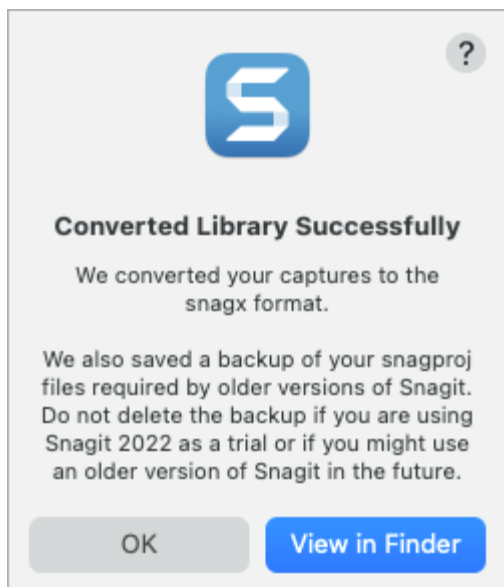 ?
S
Converted Library Successfully
We converted your captures to the
snagx format.
We also saved a backup of your snagproj
files required by older versions of Snagit.
Do not delete the backup if you are using
Snagit 2022 as a trial or if you might use
an older version of Snagit in the future.
OK
View in Finder